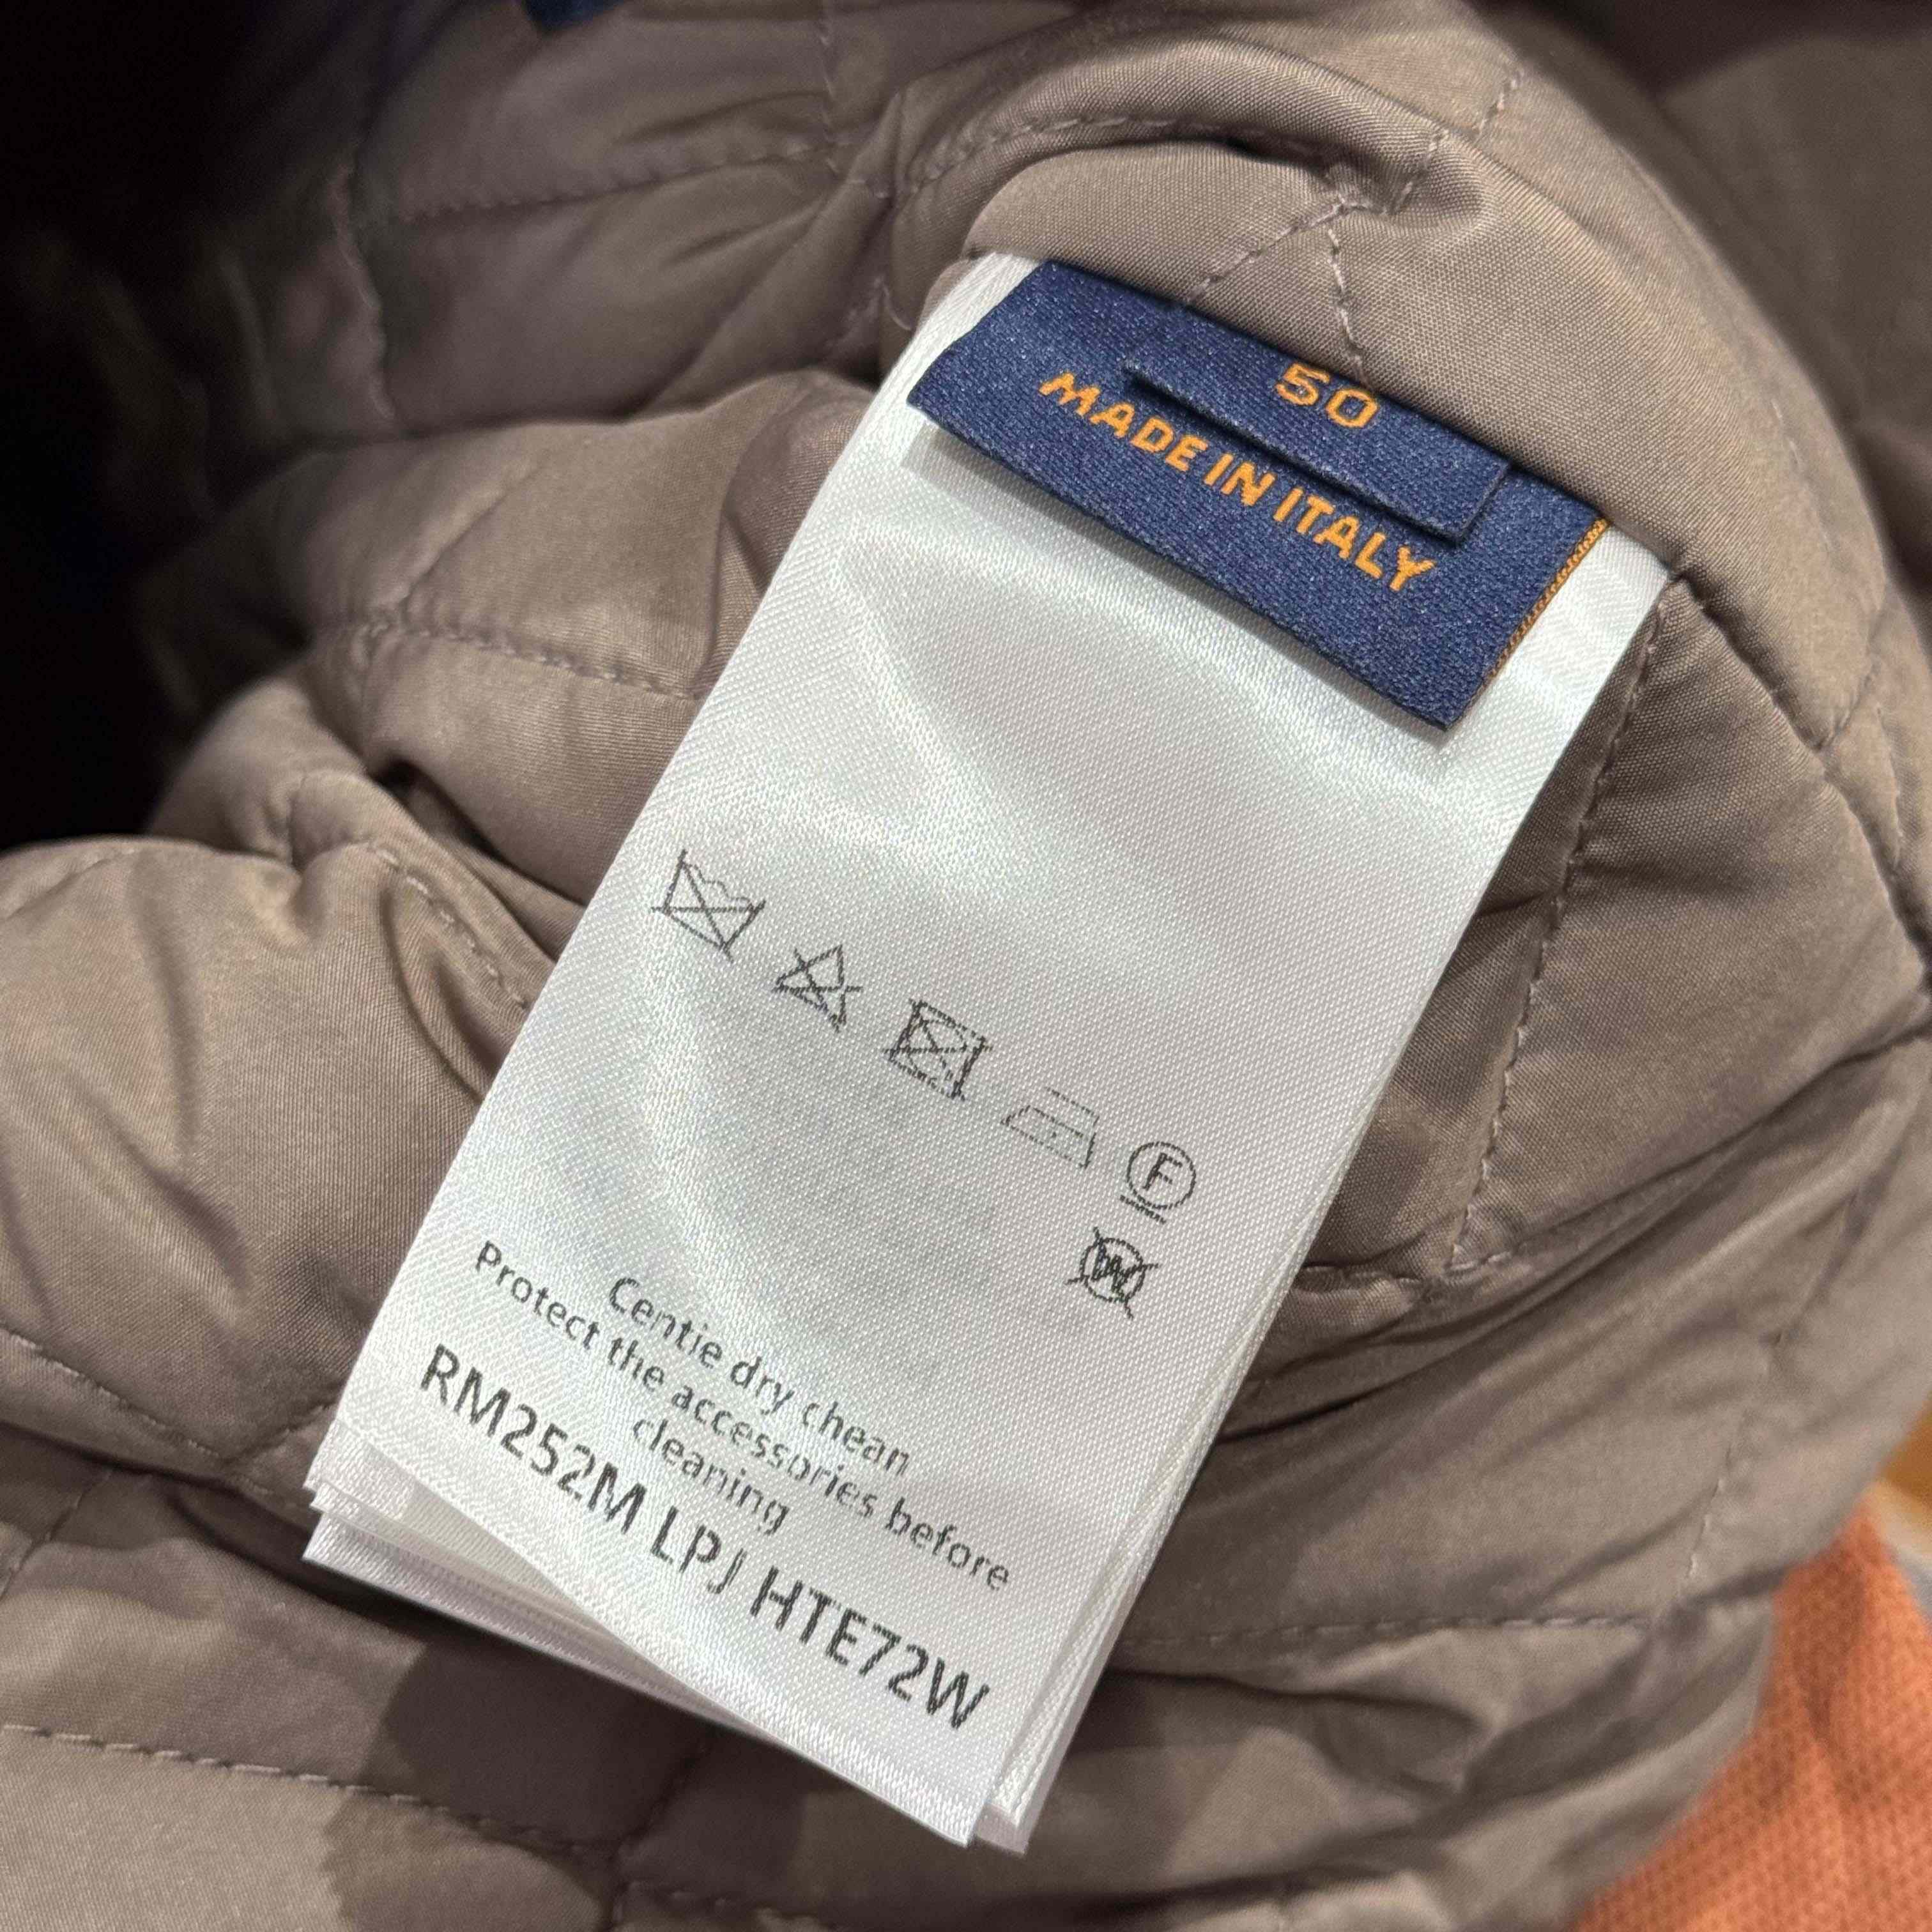 50
MADE IN ITALY
F
W
Centie dry chean
Protect the accessories before
cleaning
RM252M LPJ HTE72W